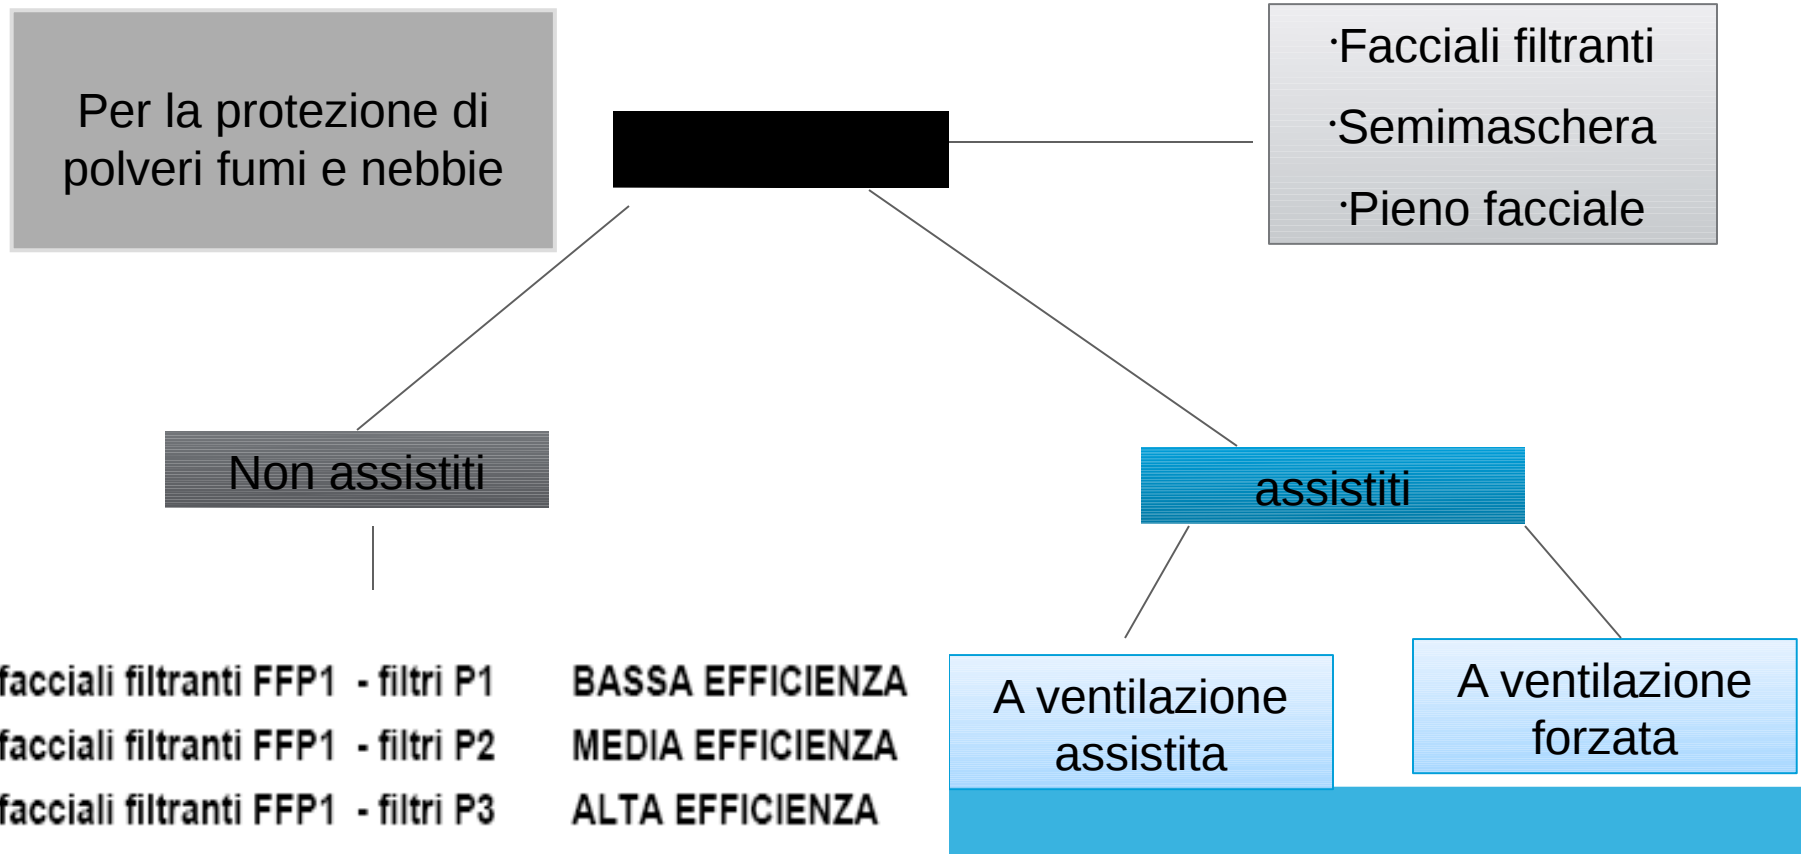 Per la protezione di
polveri fumi e nebbie
·Facciali filtranti
·Semimaschera
·Pieno facciale
Non assistiti
assistiti
facciali filtranti FFP1 - filtri P1 BASSA EFFICIENZA
facciali filtranti FFP1 - filtri P2 MEDIA EFFICIENZA
facciali filtranti FFP1 - filtri P3 ALTA EFFICIENZA
A ventilazione
assistita
A ventilazione
forzata